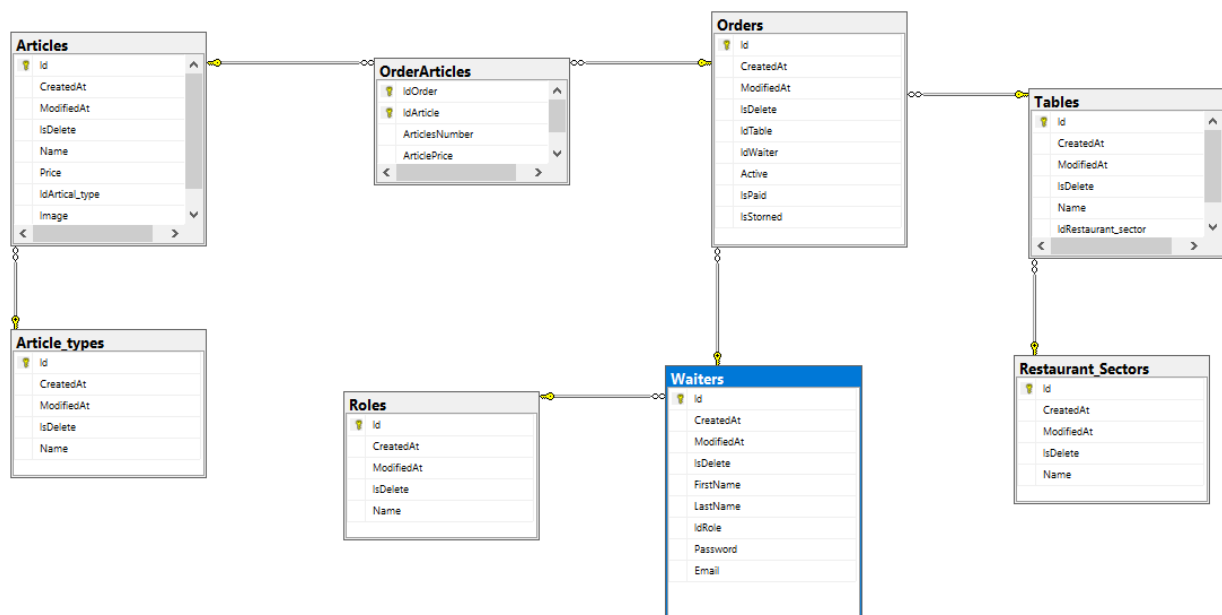 Articles
Id
CreatedAt
ModifiedAt
IsDelete
Name
Price
IdArtical_type
Image
OrderArticles
IdOrder
IdArticle
ArticlesNumber
ArticlePrice
Orders
Id
CreatedAt
ModifiedAt
IsDelete
IdTable
IdWaiter
Active
IsPaid
IsStorned
Tables
Id
CreatedAt
ModifiedAt
IsDelete
Name
IdRestaurant_sector
Article_types
Id
CreatedAt
ModifiedAt
IsDelete
Name
Roles
Id
CreatedAt
ModifiedAt
IsDelete
Name
Waiters
Id
CreatedAt
ModifiedAt
IsDelete
FirstName
LastName
IdRole
Password
Email
Restaurant_Sectors
Id
CreatedAt
ModifiedAt
IsDelete
Name